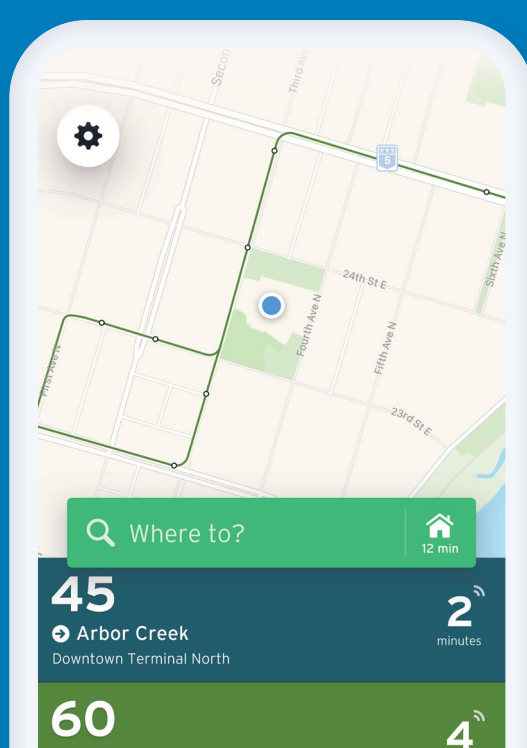 Secon
Third Ave
5
Sixth Ave N
24th St E
Fourth Ave N
Fifth Ave N
First Ave N
23rd St E
Where to?
12 min
45
Arbor Creek
Downtown Terminal North
2
minutes
60
4